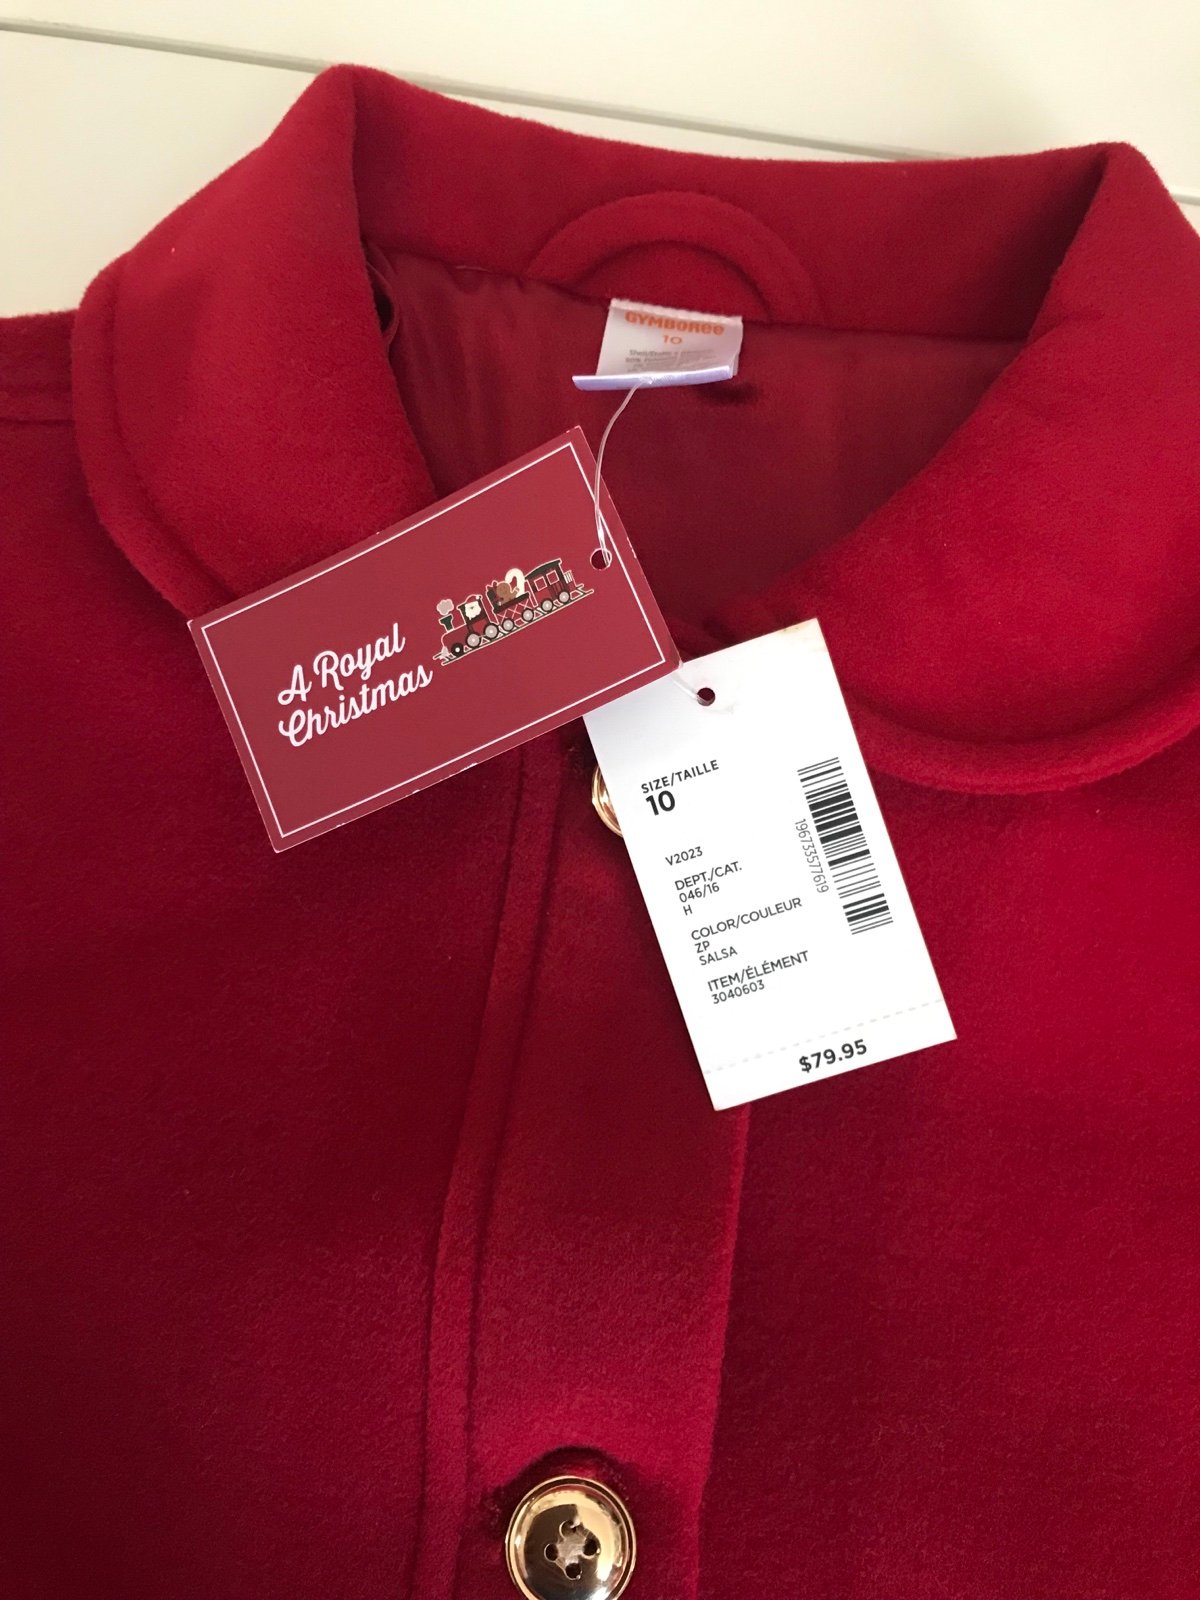 GYMBOREE
10
A Royal
Christmas
SIZE/TAILLE
10
V2023
DEPT./CAT.
046/16
H
COLOR/COULEUR
ZP
SALSA
ITEM/ÉLÉMENT
3040603
196733577619
$79.95